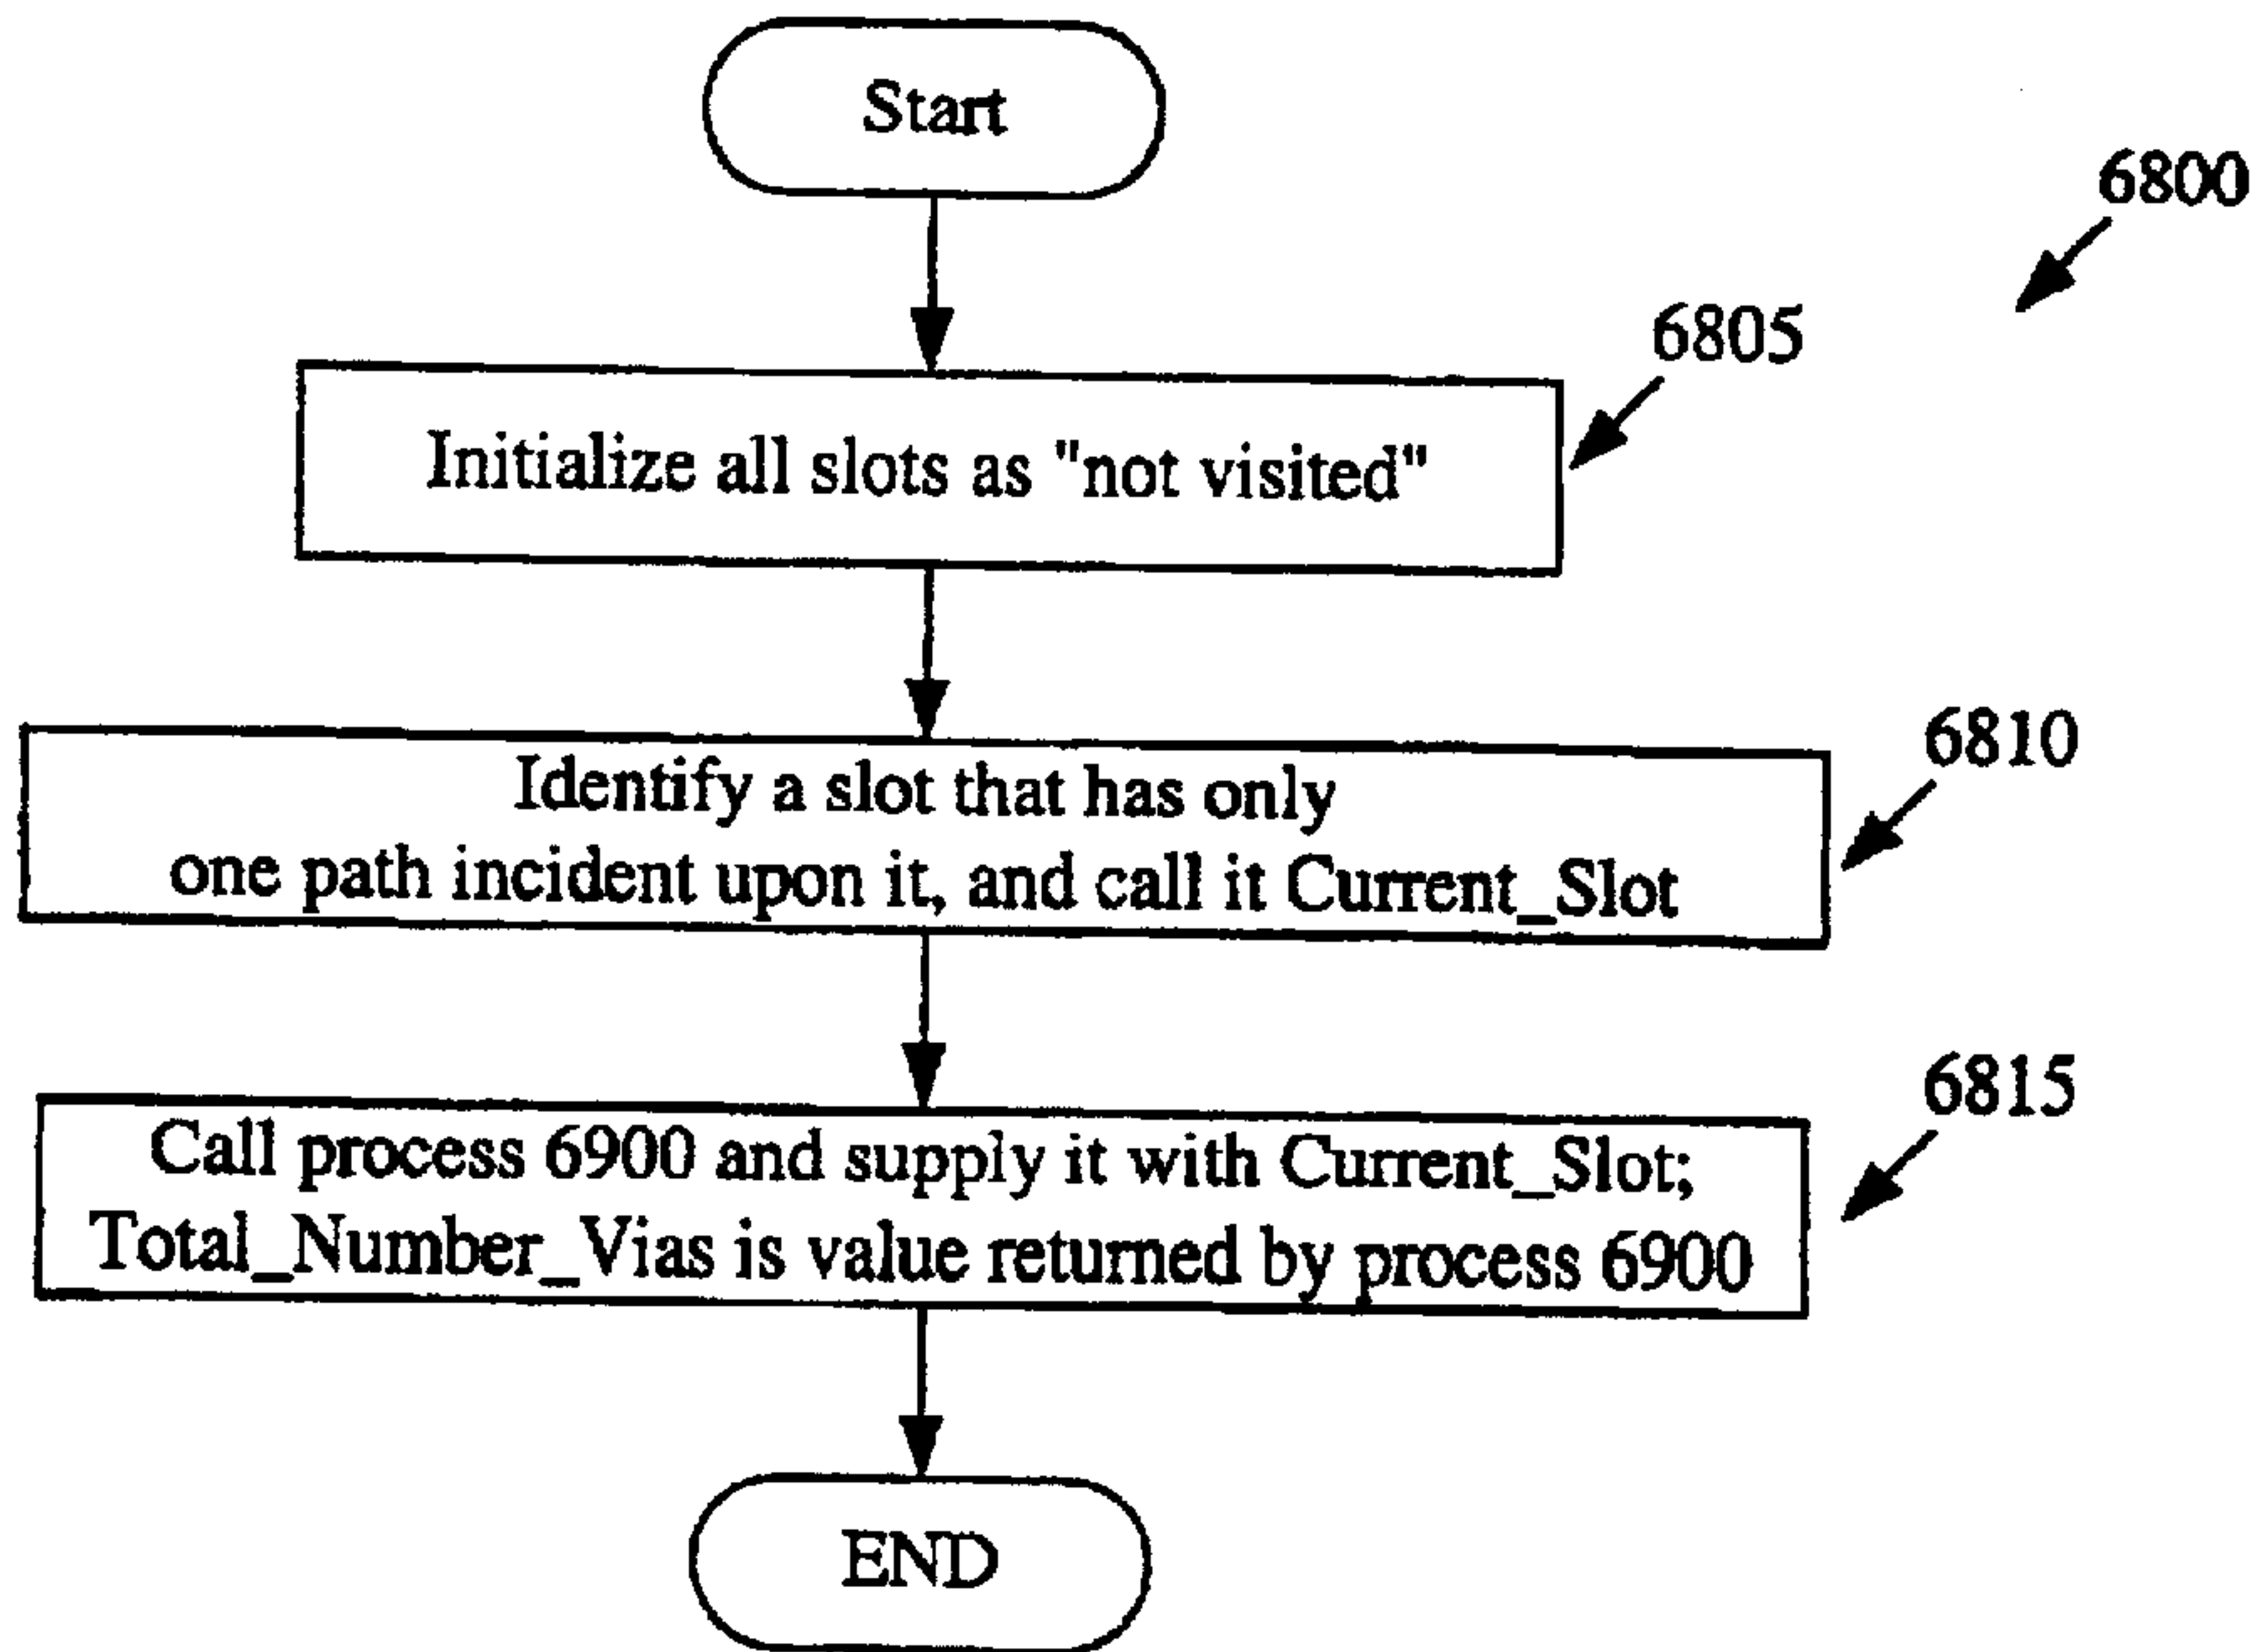 Start
6800
6805
Initialize all slots as "not visited"
6810
Identify a slot that has only
one path incident upon it, and call it Current_Slot
6815
Call process 6900 and supply it with Current_Slot;
Total_Number_Vias is value returned by process 6900
END